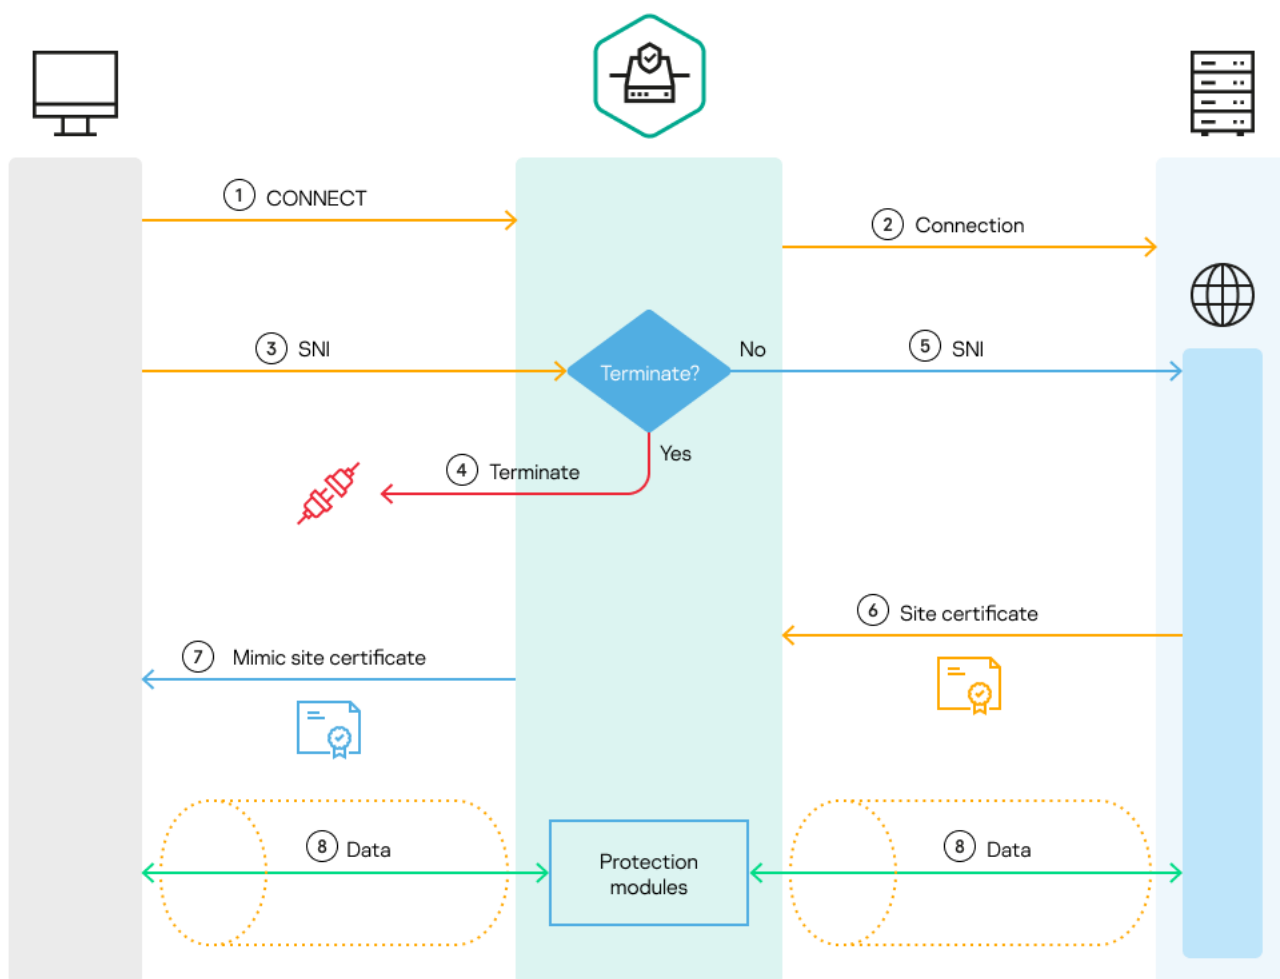 1 CONNECT
2 Connection
3 SNI
Terminate?
No
5 SNI
Yes
4 Terminate
6 Site certificate
7 Mimic site certificate
8 Data
Protection
modules
8 Data